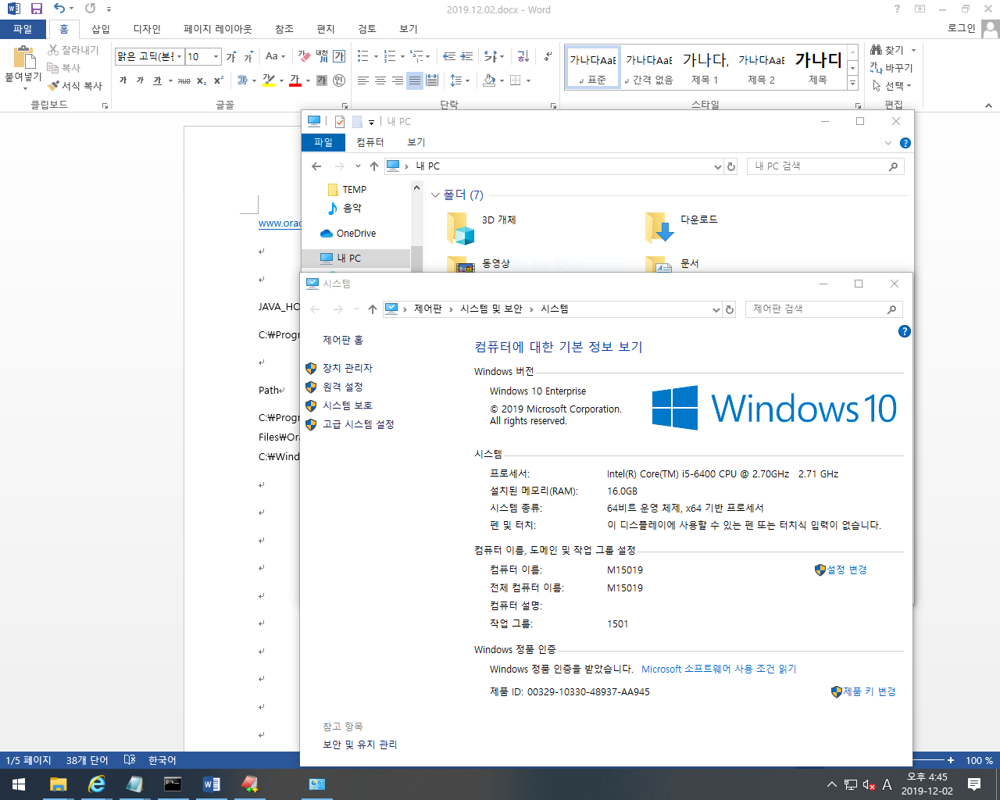 2019.12.02.docx - Word
파일 홈 삽입 디자인 페이지 레이아웃 참조 편지 검토 보기 로그인
붙여넣기
잘라내기
복사
서식 복사
클립보드
맑은 고딕(본 10
글꼴
단락
가나다AaB 가나다AaB 가나다, 가나다AaB 가나디
표준 간격 없음 제목 1 제목 2 제목
스타일
찾기
바꾸기
선택
편집
www.orac
JAVA_HO
C:₩Progr
Path
C:₩Progr
Files₩Ora
C:₩Wind
내 PC
파일 컴퓨터 보기
내 PC 내 PC 검색
TEMP
음악
OneDrive
내 PC
폴더 (7)
3D 개체 다운로드
동영상 문서
시스템
제어판 시스템 및 보안 시스템 제어판 검색
제어판 홈
장치 관리자
원격 설정
시스템 보호
고급 시스템 설정
컴퓨터에 대한 기본 정보 보기
Windows 버전
Windows 10 Enterprise
© 2019 Microsoft Corporation.
All rights reserved.
Windows 10
시스템
프로세서: Intel(R) Core(TM) i5-6400 CPU @ 2.70GHz 2.71 GHz
설치된 메모리(RAM): 16.0GB
시스템 종류: 64비트 운영 체제, x64 기반 프로세서
펜 및 터치: 이 디스플레이에 사용할 수 있는 펜 또는 터치식 입력이 없습니다.
컴퓨터 이름, 도메인 및 작업 그룹 설정
컴퓨터 이름: M15019 설정 변경
전체 컴퓨터 이름: M15019
컴퓨터 설명:
작업 그룹: 1501
Windows 정품 인증
Windows 정품 인증을 받았습니다. Microsoft 소프트웨어 사용 조건 읽기
제품 ID: 00329-10330-48937-AA945 제품 키 변경
참고 항목
보안 및 유지 관리
1/5 페이지 38개 단어 한국어 100 %
A 오후 4:45
2019-12-02